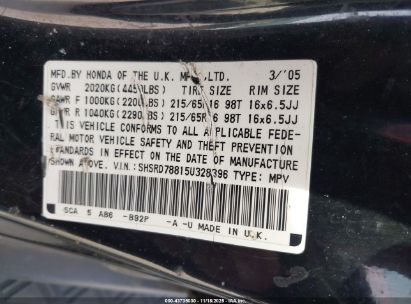 MFD.BY HONDA OF THE U.K. MFG.,LTD. 3/'05
GVWR 2020KG(4450LBS) TIRE SIZE RIM SIZE
GAWR F 1000KG(2200LBS) 215/65R16 98T 16x6.5JJ
GAWR R 1040KG(2290LBS) 215/65R16 98T 16x6.5JJ
THIS VEHICLE CONFORMS TO ALL APPLICABLE FEDE-
RAL MOTOR VEHICLE SAFETY AND THEFT PREVENTION
STANDARDS IN EFFECT ON THE DATE OF MANUFACTURE
SHOWN ABOVE. V.I.N.: SHSRD78815U328396 TYPE: MPV
SCA 5 AB6 -B92P -A -U MADE IN U.K.